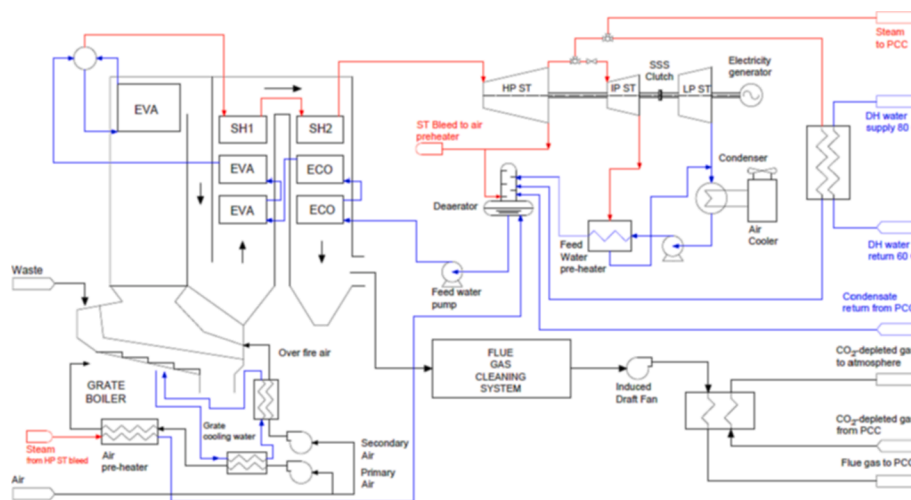 Steam
to PCC
SSS
Clutch
Electricity
generator
HP ST
IP ST
LP ST
EVA
SH1
SH2
ST Bleed to air
preheater
DH water
supply 80
EVA
ECO
Condenser
EVA
ECO
Deaerator
Air
Cooler
Feed
Water
pre-heater
DH water
return 60
Waste
Feed water
pump
Condensate
return from PCC
Over fire air
FLUE
GAS
CLEANING
SYSTEM
CO2-depleted ga
to atmosphere
GRATE
BOILER
Induced
Draft Fan
Grate
cooling water
CO2-depleted ga
from PCC
Steam
from HP ST bleed
Air
pre-heater
Secondary
Air
Primary
Air
Flue gas to PC
Air